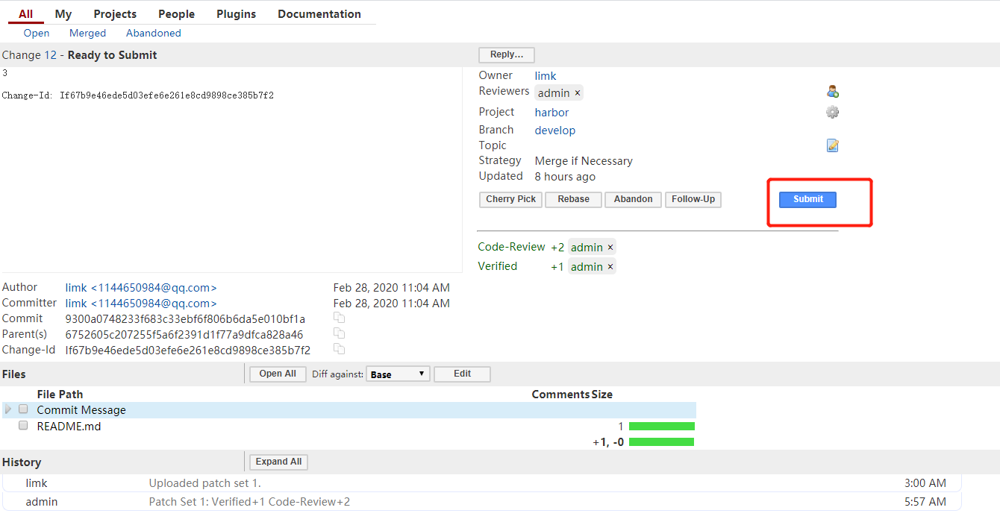 All My Projects People Plugins Documentation
Open Merged Abandoned
Change 12 - Ready to Submit
Reply…
3
Change-Id: If67b9e46ede5d03efe6e261e8cd9898ce385b7f2
Owner limk
Reviewers admin ×
Project harbor
Branch develop
Topic
Strategy Merge if Necessary
Updated 8 hours ago
Cherry Pick Rebase Abandon Follow-Up Submit
Code-Review +2 admin ×
Verified +1 admin ×
Author limk <1144650984@qq.com> Feb 28, 2020 11:04 AM
Committer limk <1144650984@qq.com> Feb 28, 2020 11:04 AM
Commit 9300a0748233f683c33ebf6f806b6da5e010bf1a
Parent(s) 6752605c207255f5a6f2391d1f77a9dfca828a46
Change-Id If67b9e46ede5d03efe6e261e8cd9898ce385b7f2
Files Open All Diff against: Base Edit
File Path Comments Size
Commit Message
README.md 1
+1, -0
History Expand All
limk Uploaded patch set 1. 3:00 AM
admin Patch Set 1: Verified+1 Code-Review+2 5:57 AM